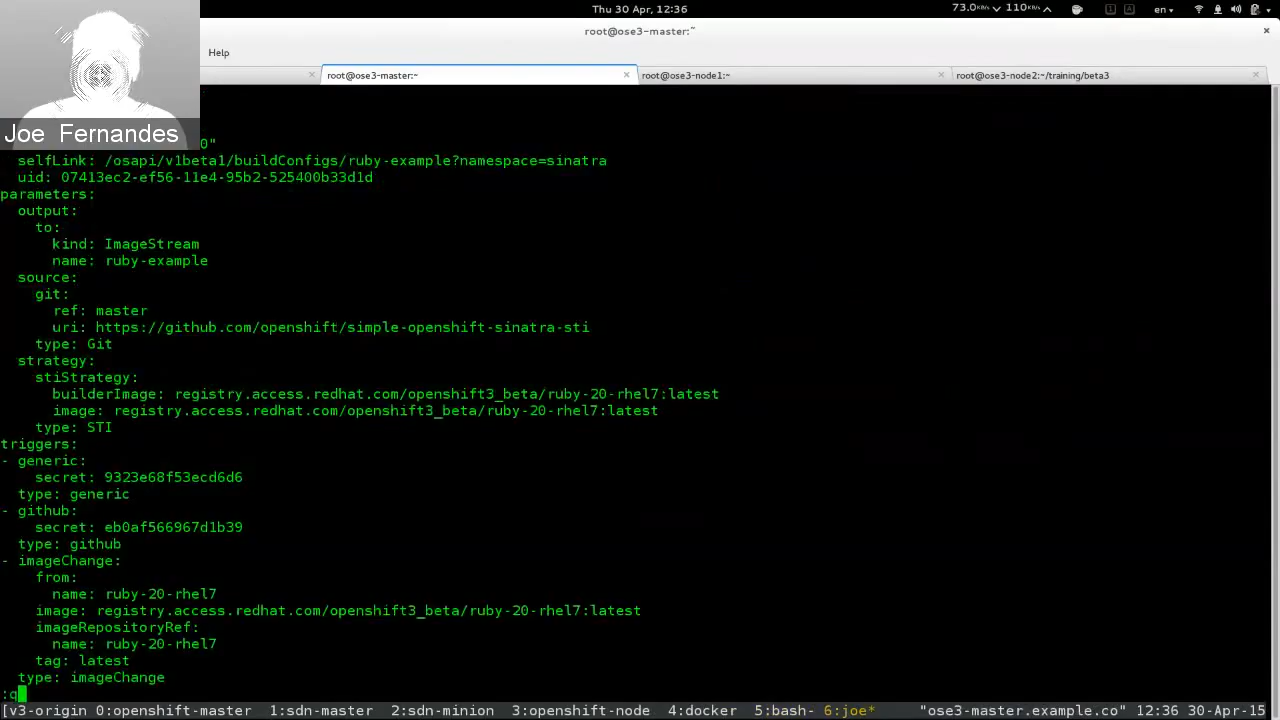 Thu 30 Apr, 12:36
73.0KB/s 110KB/s
en
root@ose3-master:~
Help
root@ose3-master:~
root@ose3-node1:~
root@ose3-node2:~/training/beta3
Joe Fernandes
0"
selfLink: /osapi/v1beta1/buildConfigs/ruby-example?namespace=sinatra
uid: 07413ec2-ef56-11e4-95b2-525400b33d1d
parameters:
output:
to:
kind: ImageStream
name: ruby-example
source:
git:
ref: master
uri: https://github.com/openshift/simple-openshift-sinatra-sti
type: Git
strategy:
stiStrategy:
builderImage: registry.access.redhat.com/openshift3_beta/ruby-20-rhel7:latest
image: registry.access.redhat.com/openshift3_beta/ruby-20-rhel7:latest
type: STI
triggers:
- generic:
secret: 9323e68f53ecd6d6
type: generic
- github:
secret: eb0af566967d1b39
type: github
- imageChange:
from:
name: ruby-20-rhel7
image: registry.access.redhat.com/openshift3_beta/ruby-20-rhel7:latest
imageRepositoryRef:
name: ruby-20-rhel7
tag: latest
type: imageChange
:q
[v3-origin 0:openshift-master 1:sdn-master 2:sdn-minion 3:openshift-node 4:docker 5:bash- 6:joe* "ose3-master.example.co" 12:36 30-Apr-15